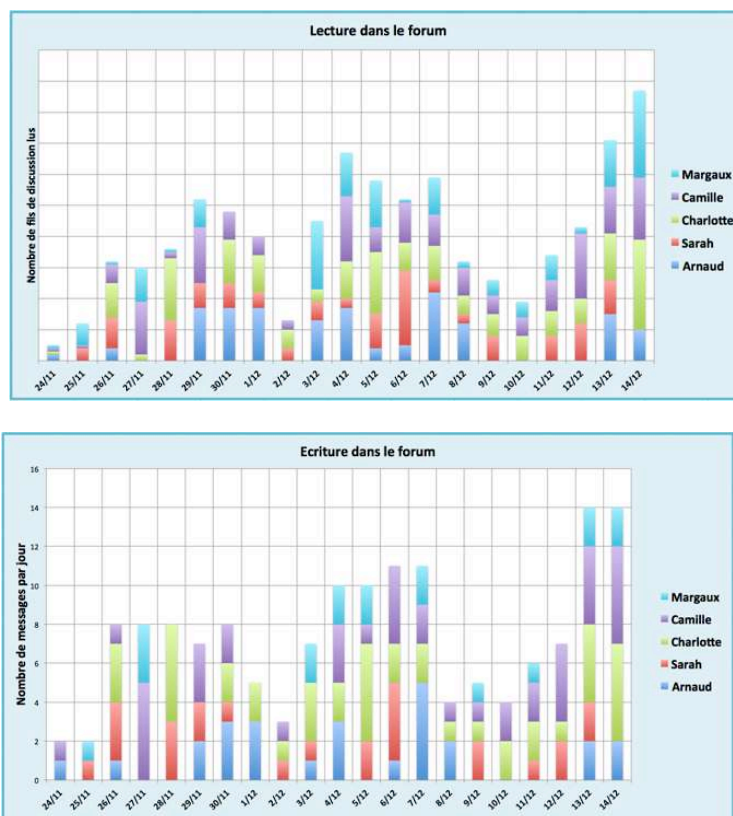 Lecture dans le forum
Nombre de fils de discussion lus
Margaux
Camille
Charlotte
Sarah
Arnaud
24/11 25/11 26/11 27/11 28/11 29/11 30/11 1/12 2/12 3/12 4/12 5/12 6/12 7/12 8/12 9/12 10/12 11/12 12/12 13/12 14/12
Ecriture dans le forum
Nombre de messages par jour
16
14
12
10
8
6
4
2
0
Margaux
Camille
Charlotte
Sarah
Arnaud
24/11 25/11 26/11 27/11 28/11 29/11 30/11 1/12 2/12 3/12 4/12 5/12 6/12 7/12 8/12 9/12 10/12 11/12 12/12 13/12 14/12